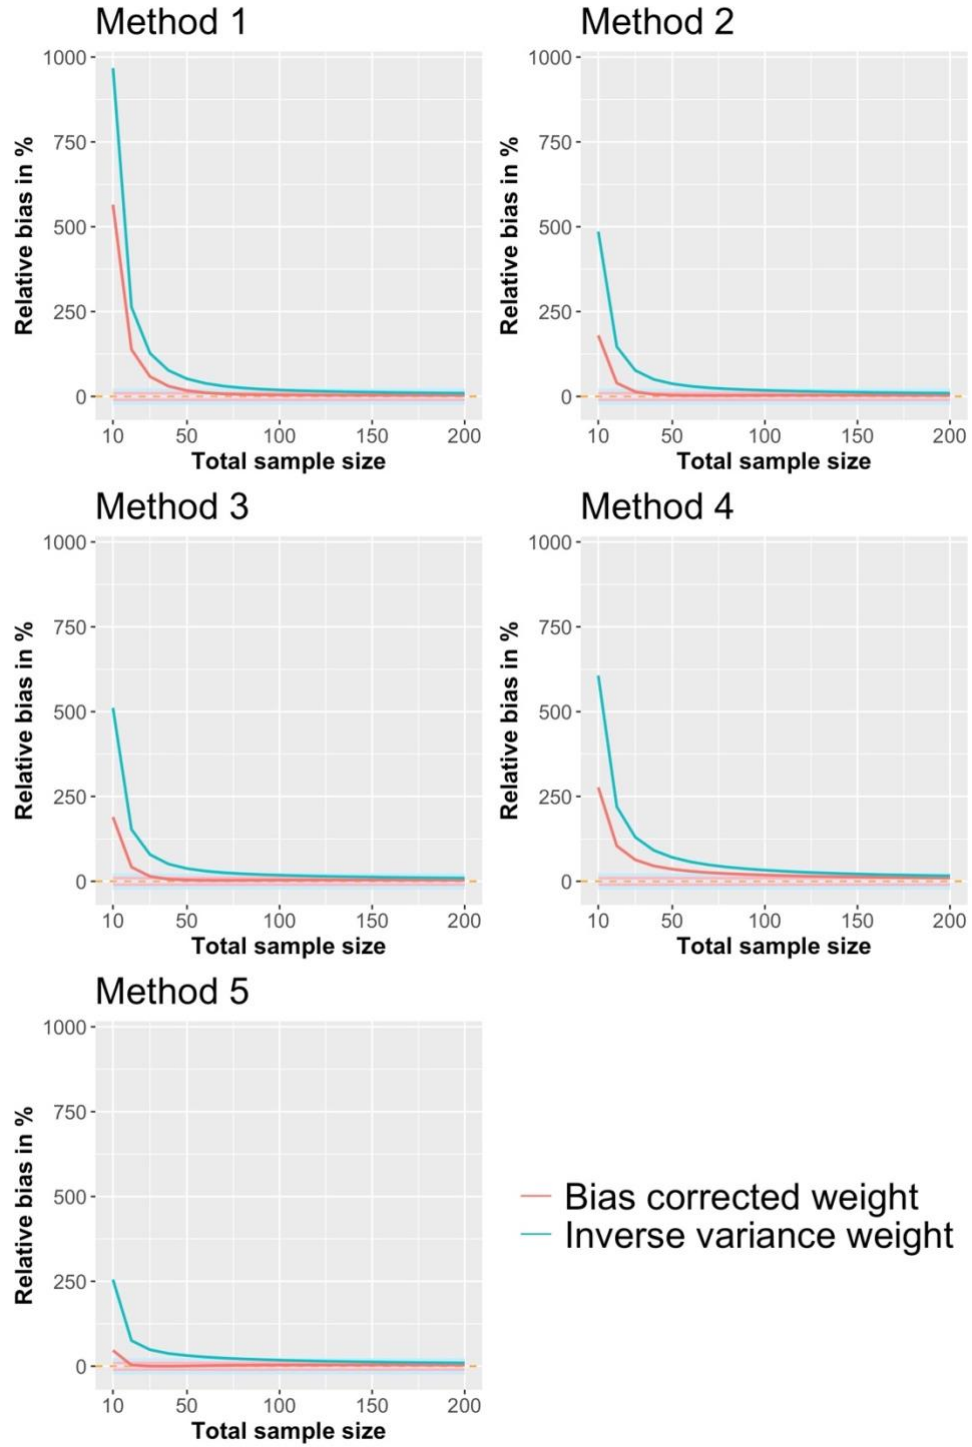 Method 1
Relative bias in %
1000
750
500
250
0
10 50 100 150 200
Total sample size
Method 2
Relative bias in %
1000
750
500
250
0
10 50 100 150 200
Total sample size
Method 3
Relative bias in %
1000
750
500
250
0
10 50 100 150 200
Total sample size
Method 4
Relative bias in %
1000
750
500
250
0
10 50 100 150 200
Total sample size
Method 5
Relative bias in %
1000
750
500
250
0
10 50 100 150 200
Total sample size
Bias corrected weight
Inverse variance weight